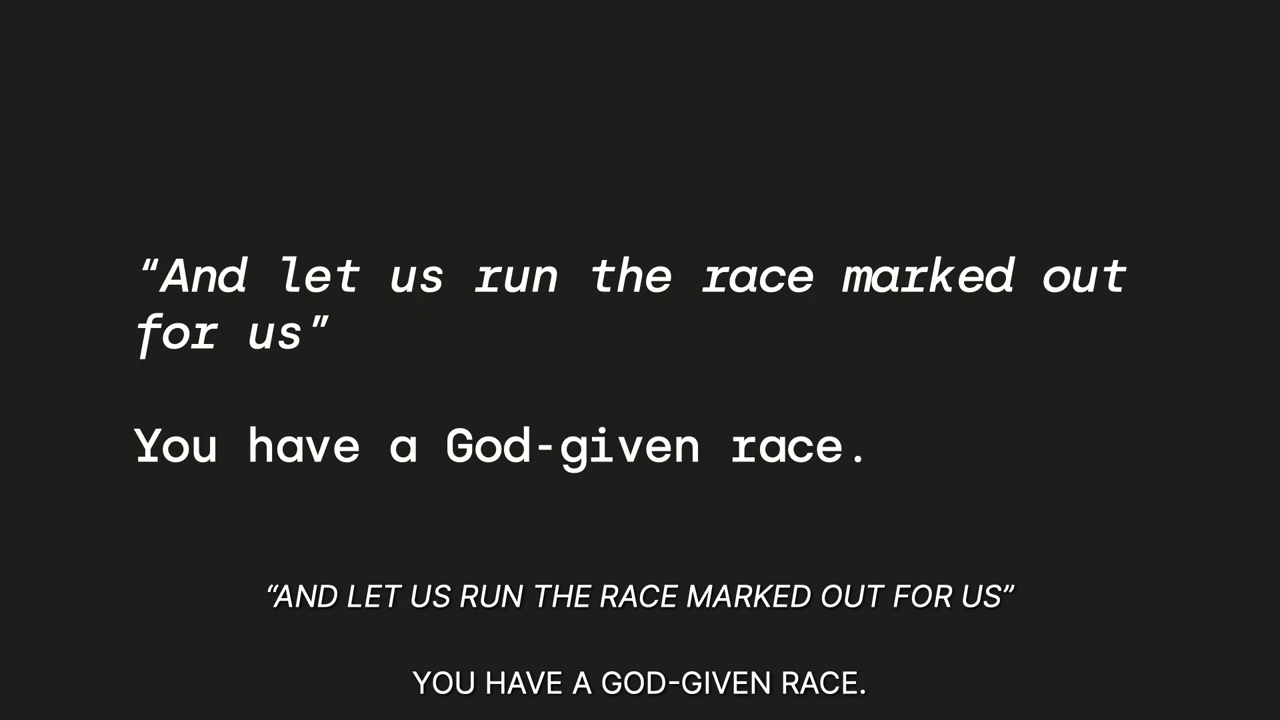 “And let us run the race marked out
for us”
You have a God-given race.
“AND LET US RUN THE RACE MARKED OUT FOR US”
YOU HAVE A GOD-GIVEN RACE.